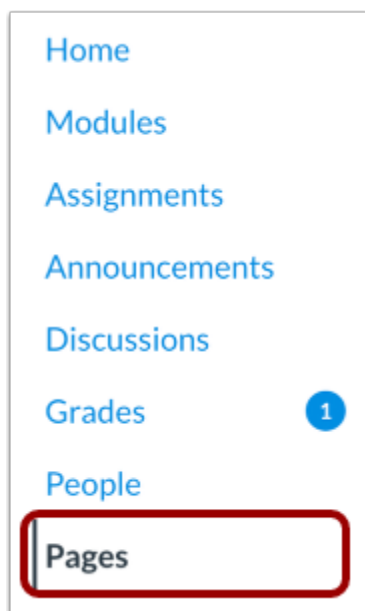 Home
Modules
Assignments
Announcements
Discussions
Grades 1
People
Pages